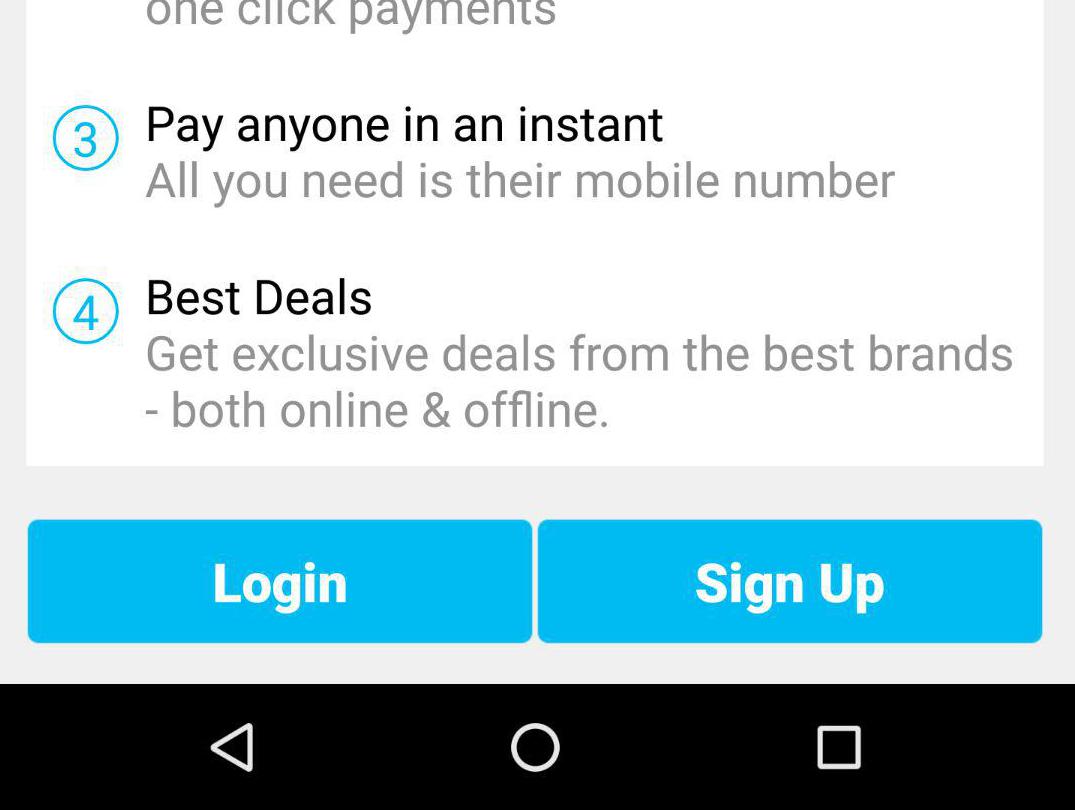 one click payments
3 Pay anyone in an instant
All you need is their mobile number
4 Best Deals
Get exclusive deals from the best brands
- both online & offline.
Login Sign Up